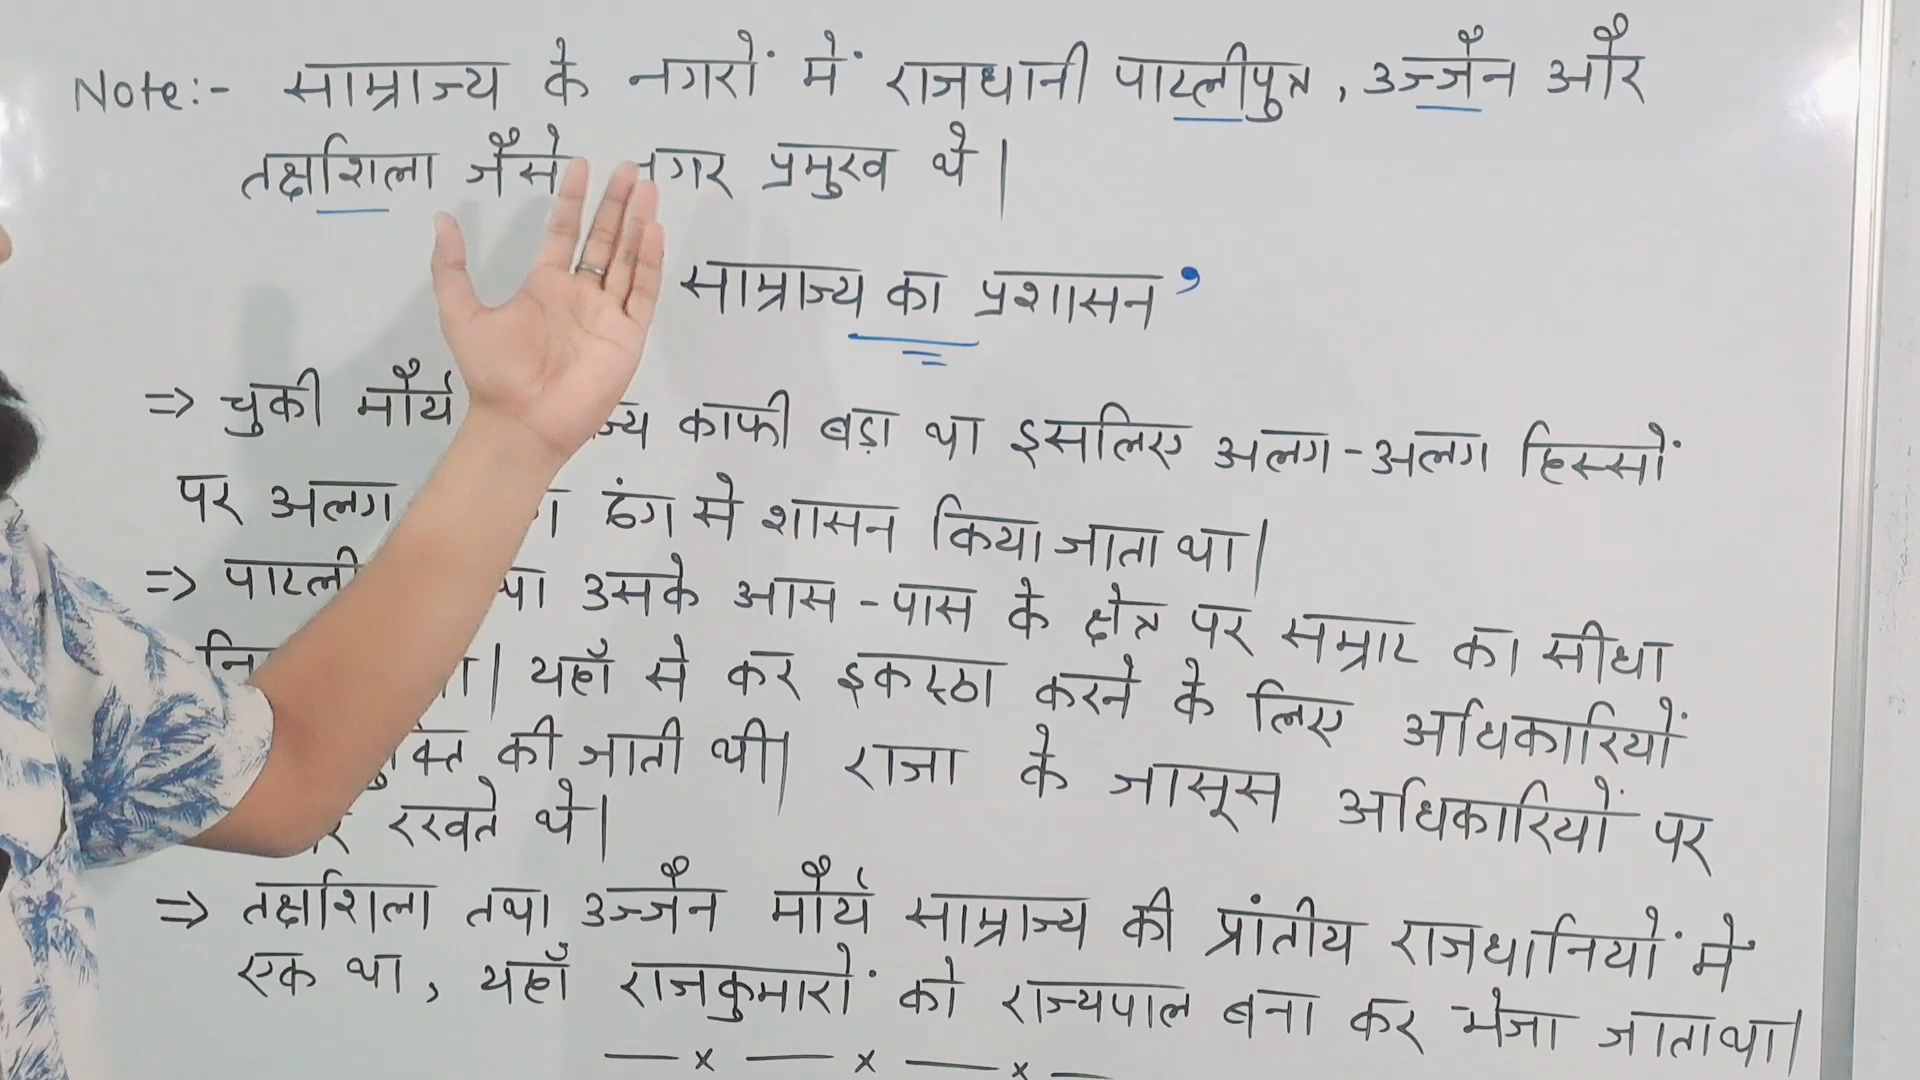 Note:- साम्राज्य के नगरों में राजधानी पाटलीपुत्र, उज्जैन और
तक्षशिला जैसे नगर प्रमुख थे।
साम्राज्य का प्रशासन’
=> चुकी मौर्य काफी बड़ा था इसलिए अलग-अलग हिस्सों
पर अलग ढंग से शासन किया जाता था।
=> उसके आस-पास के क्षेत्र पर सम्राट का सीधा
यहाँ से कर इकट्ठा करने के लिए अधिकारियों
की जाती थी। राजा के जासूस अधिकारियों पर
रखते थे।
=> तक्षशिला तथा उज्जैन मौर्य साम्राज्य की प्रांतीय राजधानियों में
एक था, यहाँ राजकुमारों को राज्यपाल बना कर भेजा जाता था।
—x—x—x—